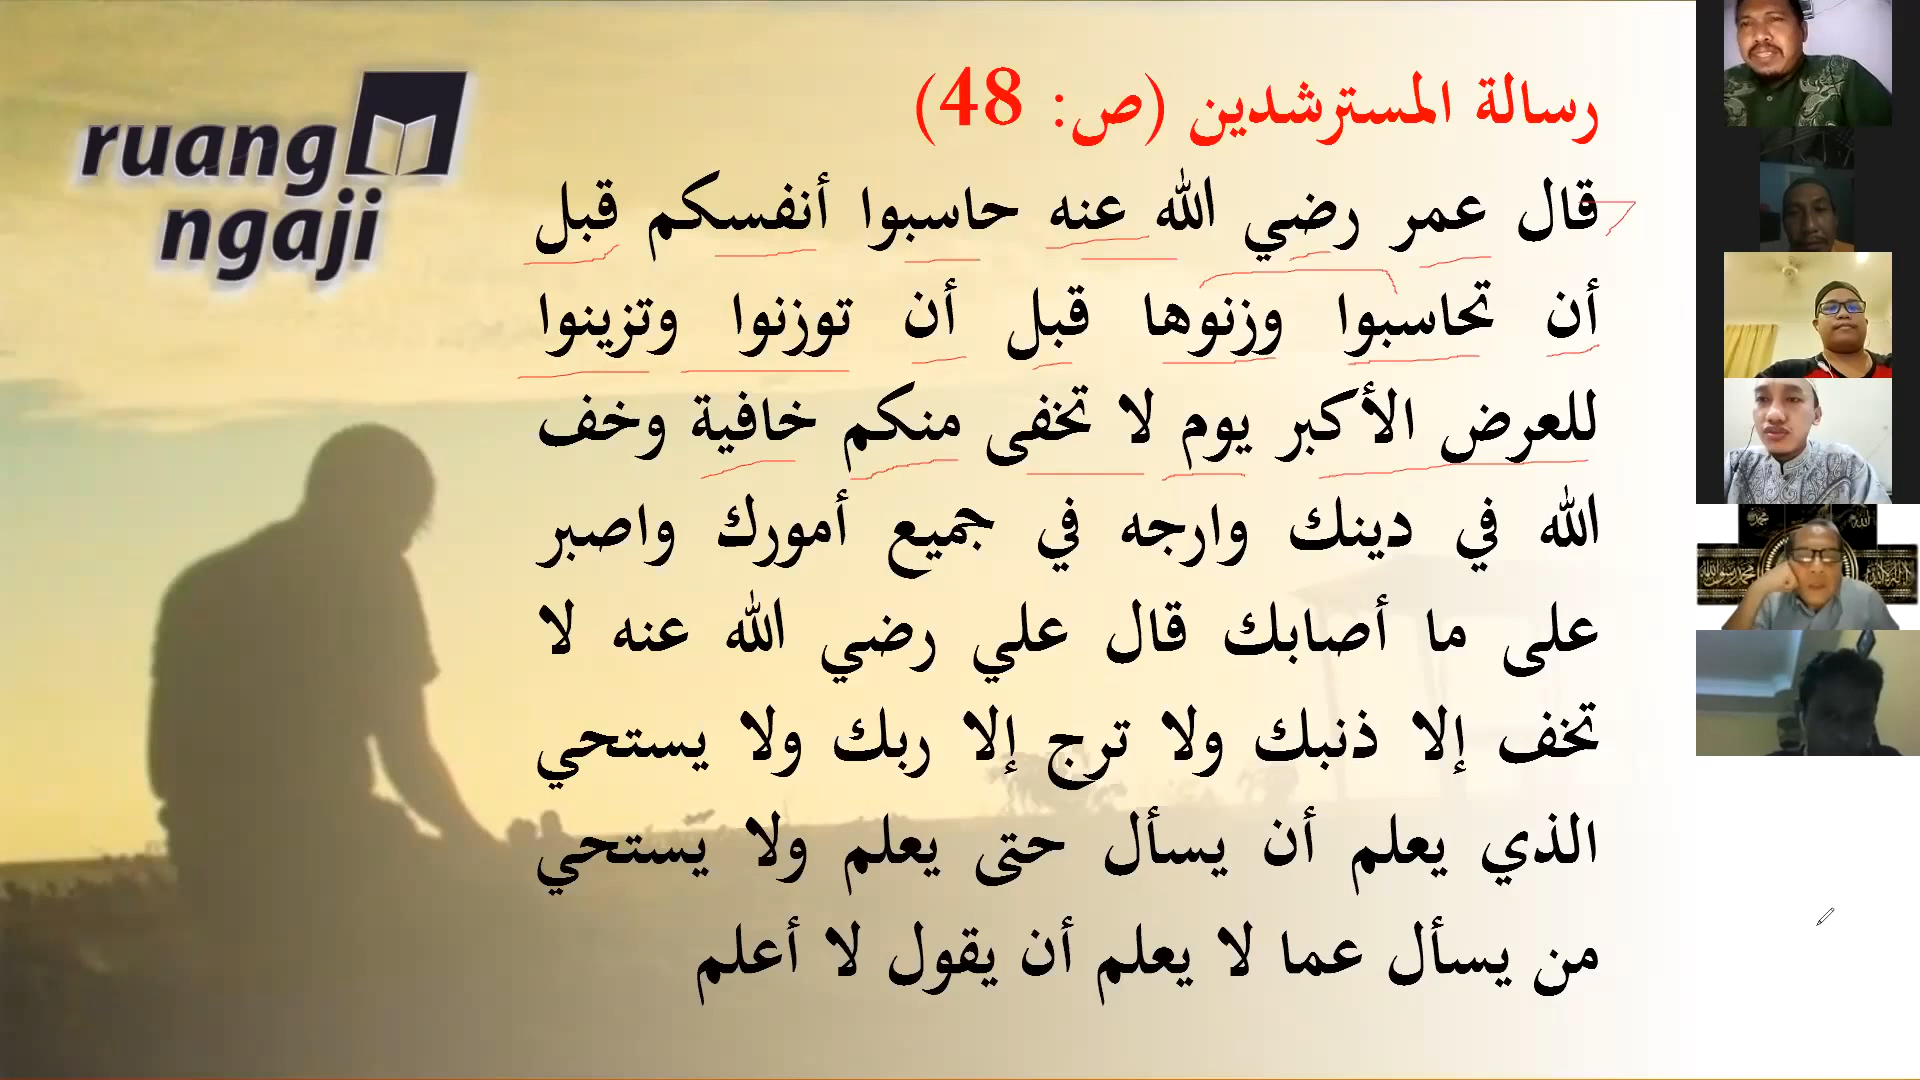 ruang
ngaji
رسالة المسترشدين (ص: 48)
قال عمر رضي الله عنه حاسبوا أنفسكم قبل
أن تحاسبوا وزنوها قبل أن توزنوا وتزينوا
للعرض الأكبر يوم لا تخفى منكم خافية وخف
الله في دينك وارجه في جميع أمورك واصبر
على ما أصابك قال علي رضي الله عنه لا
تخف إلا ذنبك ولا ترج إلا ربك ولا يستحي
الذي يعلم أن يسأل حتى يعلم ولا يستحي
من يسأل عما لا يعلم أن يقول لا أعلم